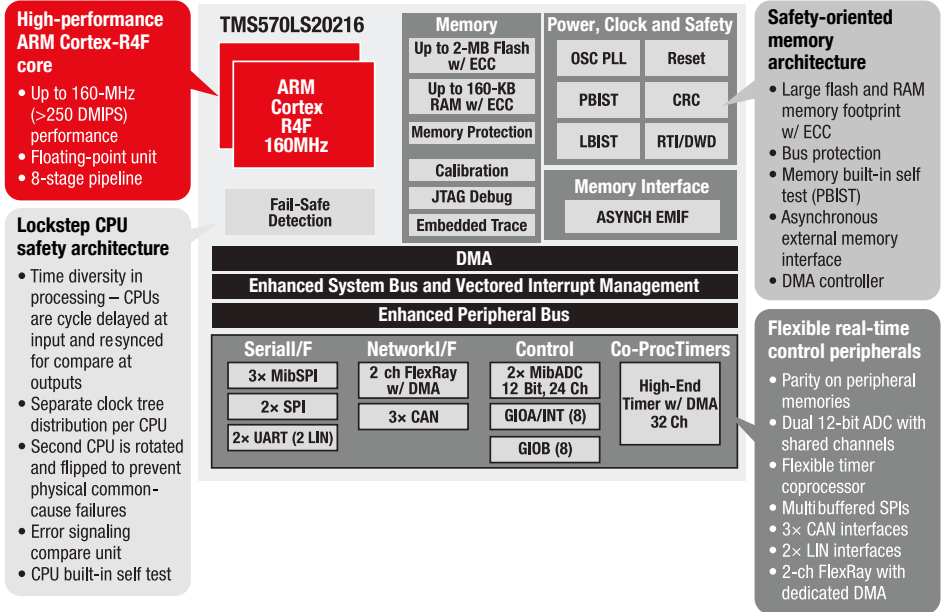 High-performance
ARM Cortex-R4F
core
• Up to 160-MHz
(>250 DMIPS)
performance
• Floating-point unit
• 8-stage pipeline
Lockstep CPU
safety architecture
• Time diversity in
processing – CPUs
are cycle delayed at
input and resynced
for compare at
outputs
• Separate clock tree
distribution per CPU
• Second CPU is rotated
and flipped to prevent
physical common-
cause failures
• Error signaling
compare unit
• CPU built-in self test
TMS570LS20216
ARM
Cortex
R4F
160MHz
Fail-Safe
Detection
Memory
Up to 2-MB Flash
w/ ECC
Up to 160-KB
RAM w/ ECC
Memory Protection
Calibration
JTAG Debug
Embedded Trace
Power, Clock and Safety
OSC PLL
Reset
PBIST
CRC
LBIST
RTI/DWD
Memory Interface
ASYNCH EMIF
DMA
Enhanced System Bus and Vectored Interrupt Management
Enhanced Peripheral Bus
SerialI/F
3× MibSPI
2× SPI
2× UART (2 LIN)
NetworkI/F
2 ch FlexRay
w/ DMA
3× CAN
Control
2× MibADC
12 Bit, 24 Ch
GIOA/INT (8)
GIOB (8)
Co-ProcTimers
High-End
Timer w/ DMA
32 Ch
Safety-oriented
memory
architecture
• Large flash and RAM
memory footprint
w/ ECC
• Bus protection
• Memory built-in self
test (PBIST)
• Asynchronous
external memory
interface
• DMA controller
Flexible real-time
control peripherals
• Parity on peripheral
memories
• Dual 12-bit ADC with
shared channels
• Flexible timer
coprocessor
• Multibuffered SPIs
• 3× CAN interfaces
• 2× LIN interfaces
• 2-ch FlexRay with
dedicated DMA